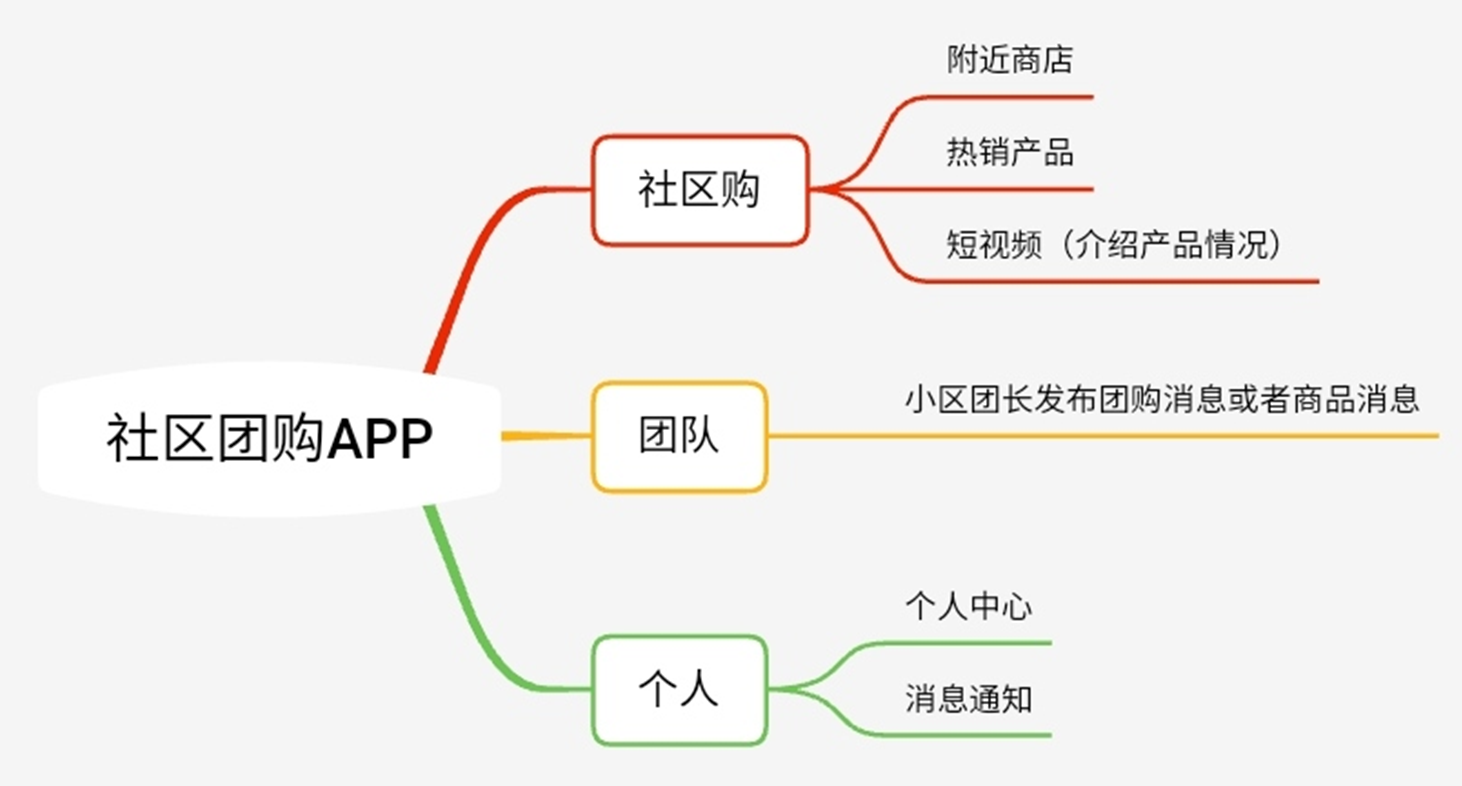 社区团购APP
社区购
附近商店
热销产品
短视频（介绍产品情况）
团队
小区团长发布团购消息或者商品消息
个人
个人中心
消息通知